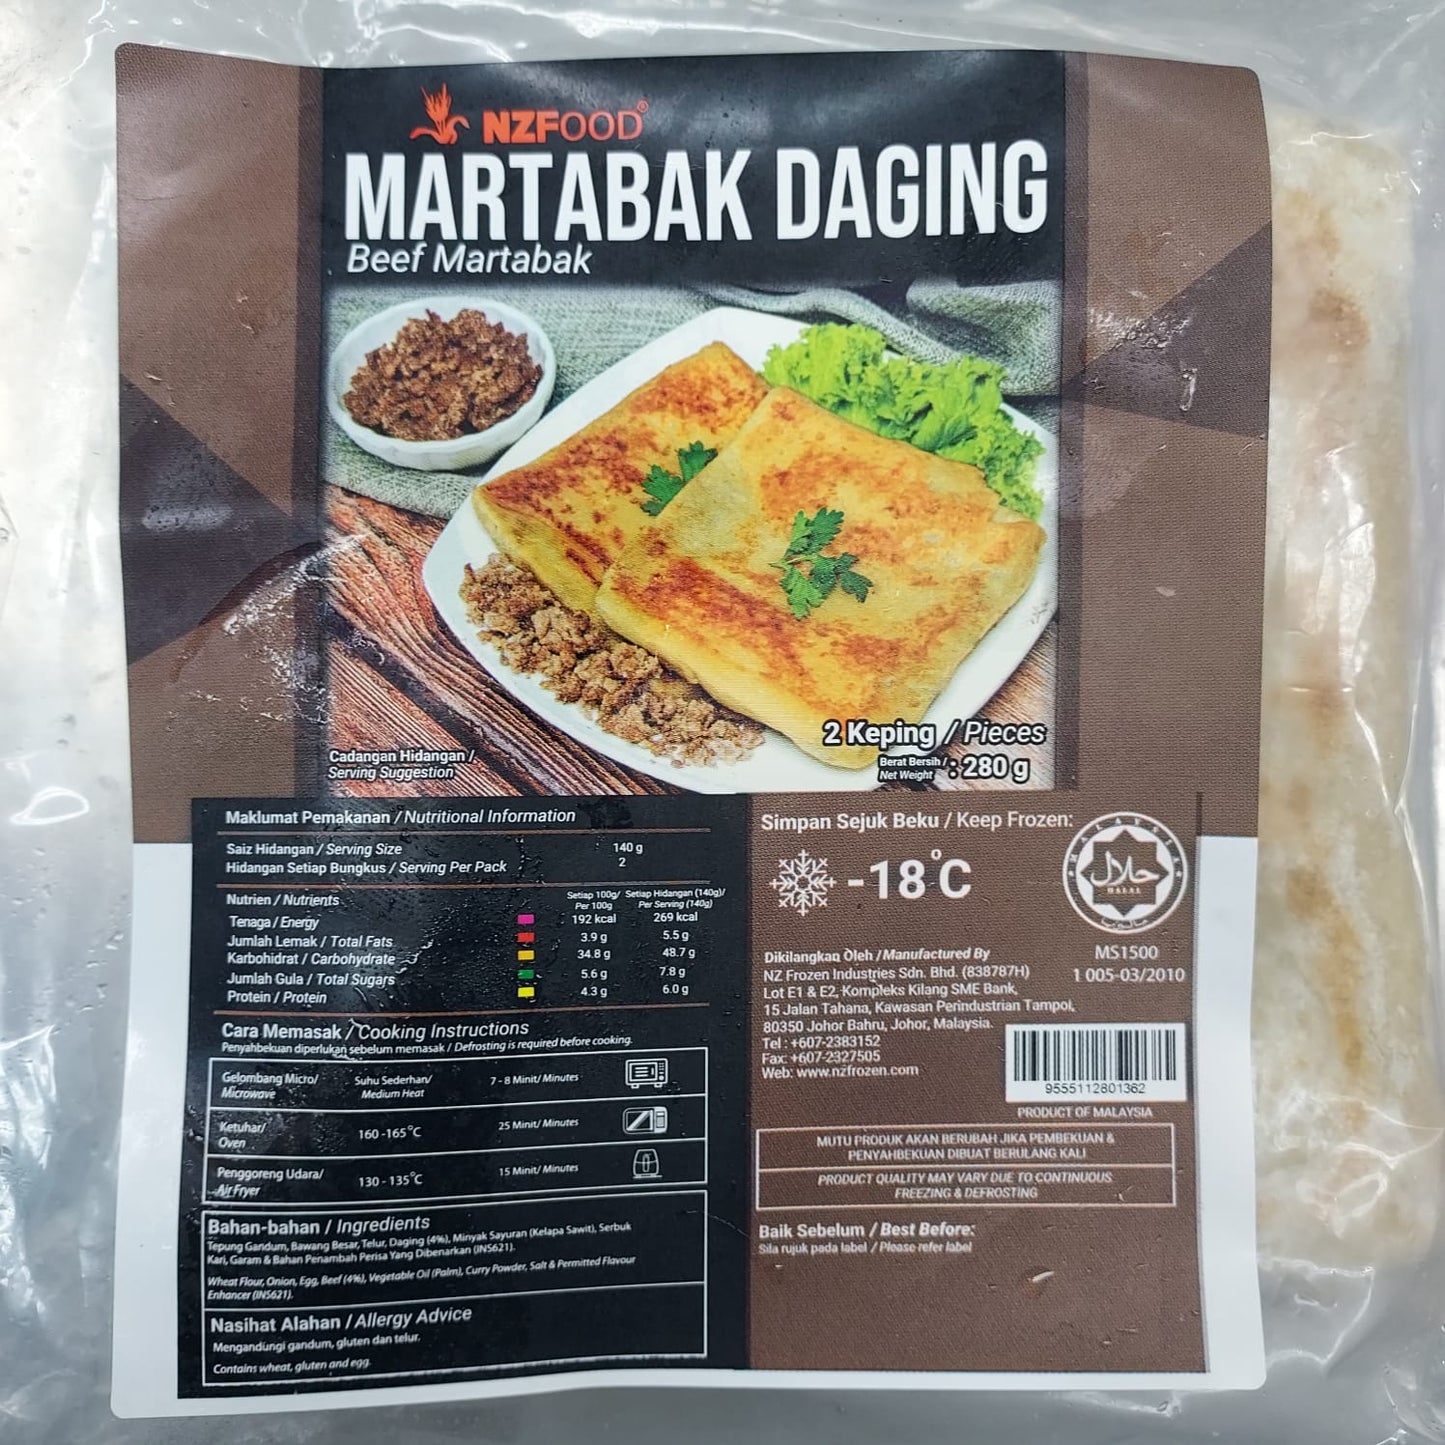 NZFOOD®
MARTABAK DAGING
Beef Martabak
2 Keping / Pieces
Berat Bersih / Net Weight : 280 g
Cadangan Hidangan /
Serving Suggestion
Maklumat Pemakanan / Nutritional Information
Saiz Hidangan / Serving Size 140 g
Hidangan Setiap Bungkus / Serving Per Pack 2
Nutrien / Nutrients Setiap 100g/ Per 100g Setiap Hidangan (140g)/ Per Serving (140g)
Tenaga / Energy 192 kcal 269 kcal
Jumlah Lemak / Total Fats 3.9 g 5.5 g
Karbohidrat / Carbohydrate 34.8 g 48.7 g
Jumlah Gula / Total Sugars 5.6 g 7.8 g
Protein / Protein 4.3 g 6.0 g
Cara Memasak / Cooking Instructions
Penyahbekuan diperlukan sebelum memasak / Defrosting is required before cooking.
Gelombang Micro/ Microwave Suhu Sederhan/ Medium Heat 7 - 8 Minit/ Minutes
Ketuhar/ Oven 160 -165°C 25 Minit/ Minutes
Penggoreng Udara/ Air Fryer 130 - 135°C 15 Minit/ Minutes
Bahan-bahan / Ingredients
Tepung Gandum, Bawang Besar, Telur, Daging (4%), Minyak Sayuran (Kelapa Sawit), Serbuk
Kari, Garam & Bahan Penambah Perisa Yang Dibenarkan (INS621).
Wheat Flour, Onion, Egg, Beef (4%), Vegetable Oil (Palm), Curry Powder, Salt & Permitted Flavour
Enhancer (INS621).
Nasihat Alahan / Allergy Advice
Mengandungi gandum, gluten dan telur.
Contains wheat, gluten and egg.
Simpan Sejuk Beku / Keep Frozen:
-18°C
MALAYSIA
حلال
HALAL
ماليسيا
MS1500
1 005-03/2010
Dikilangkan Oleh / Manufactured By
NZ Frozen Industries Sdn. Bhd. (838787H)
Lot E1 & E2, Kompleks Kilang SME Bank,
15 Jalan Tahana, Kawasan Perindustrian Tampoi,
80350 Johor Bahru, Johor, Malaysia.
Tel : +607-2383152
Fax: +607-2327505
Web: www.nzfrozen.com
9555112801362
PRODUCT OF MALAYSIA
MUTU PRODUK AKAN BERUBAH JIKA PEMBEKUAN &
PENYAHBEKUAN DIBUAT BERULANG KALI
PRODUCT QUALITY MAY VARY DUE TO CONTINUOUS
FREEZING & DEFROSTING
Baik Sebelum / Best Before:
Sila rujuk pada label / Please refer label